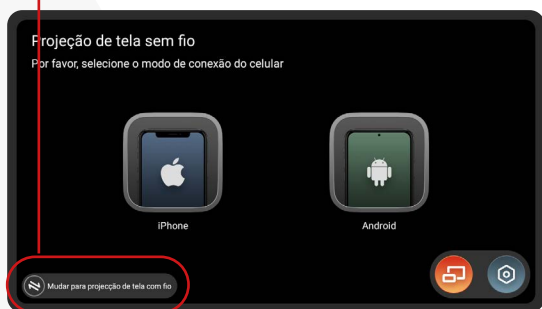 Projeção de tela sem fio
Por favor, selecione o modo de conexão do celular
iPhone
Android
Mudar para projecção de tela com fio